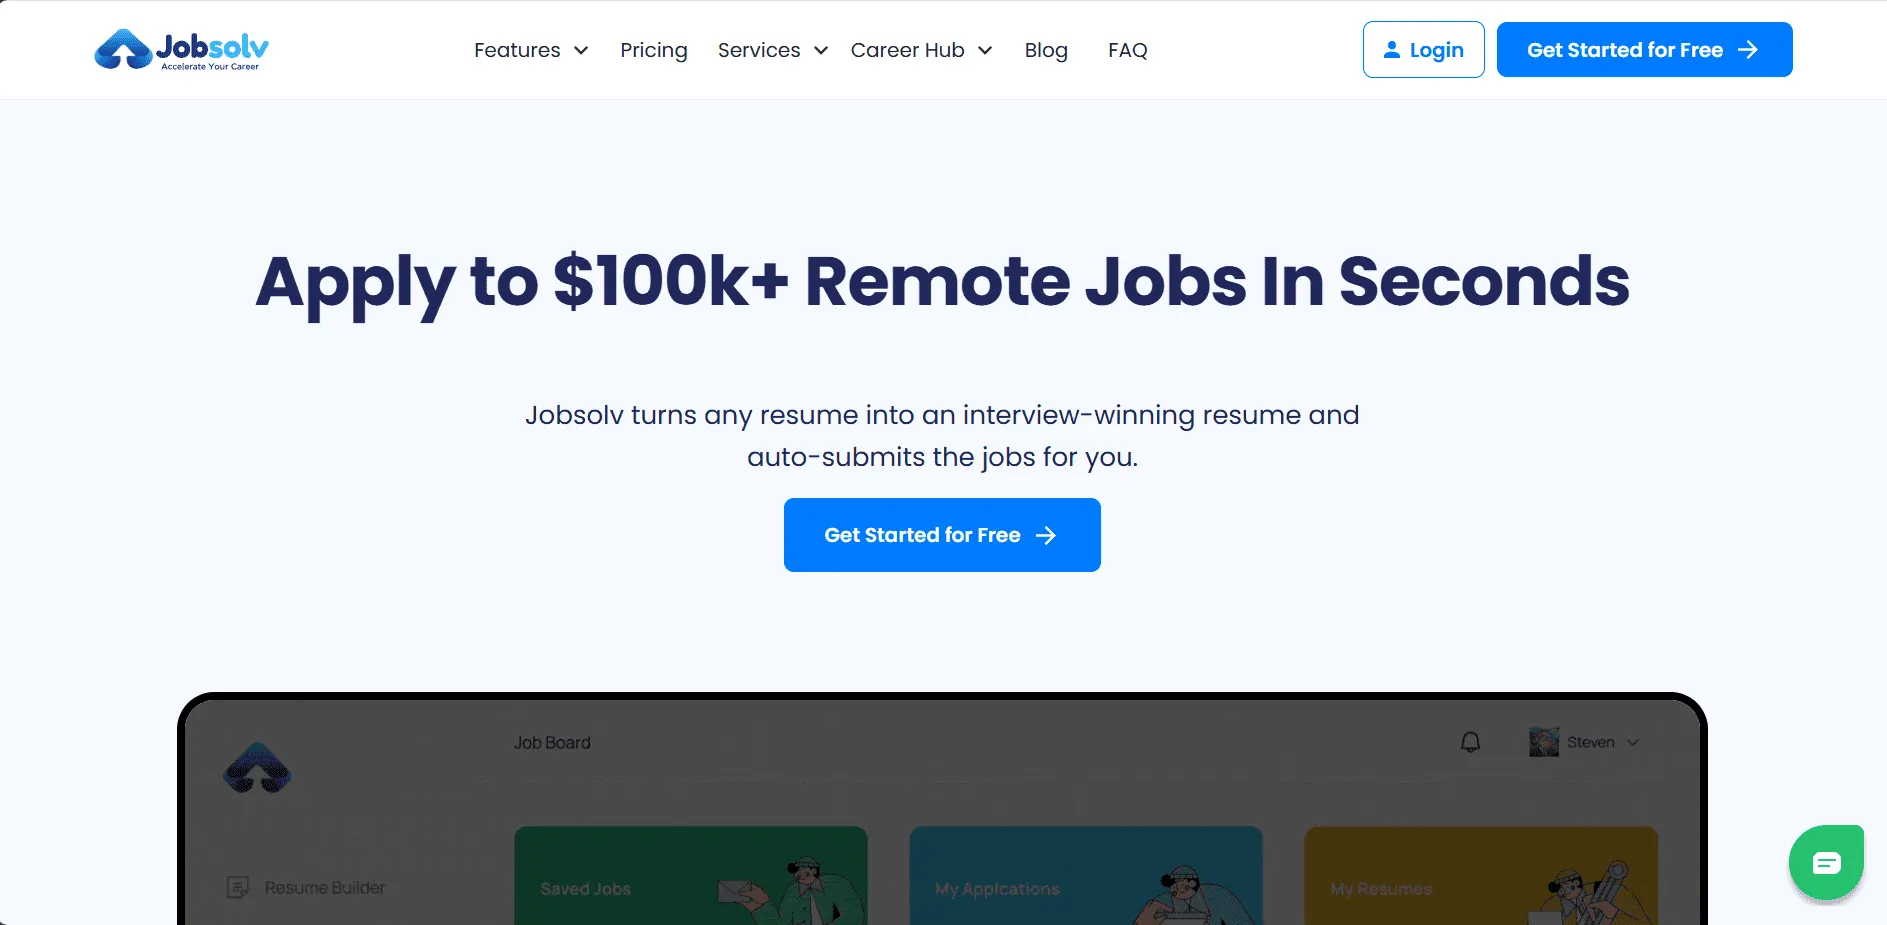 Jobsolv
Accelerate Your Career
Features
Pricing
Services
Career Hub
Blog
FAQ
Login
Get Started for Free
Apply to $100k+ Remote Jobs In Seconds
Jobsolv turns any resume into an interview-winning resume and
auto-submits the jobs for you.
Get Started for Free
Job Board
Steven
Resume Builder
Saved Jobs
My Applcations
My Resumes